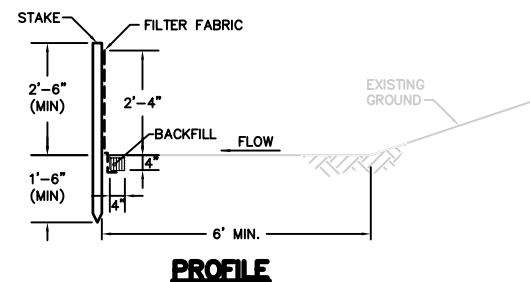 STAKE
FILTER FABRIC
2'-6"
(MIN)
2'-4"
EXISTING
GROUND
BACKFILL
FLOW
4"
1'-6"
(MIN)
4"
6' MIN.
PROFILE